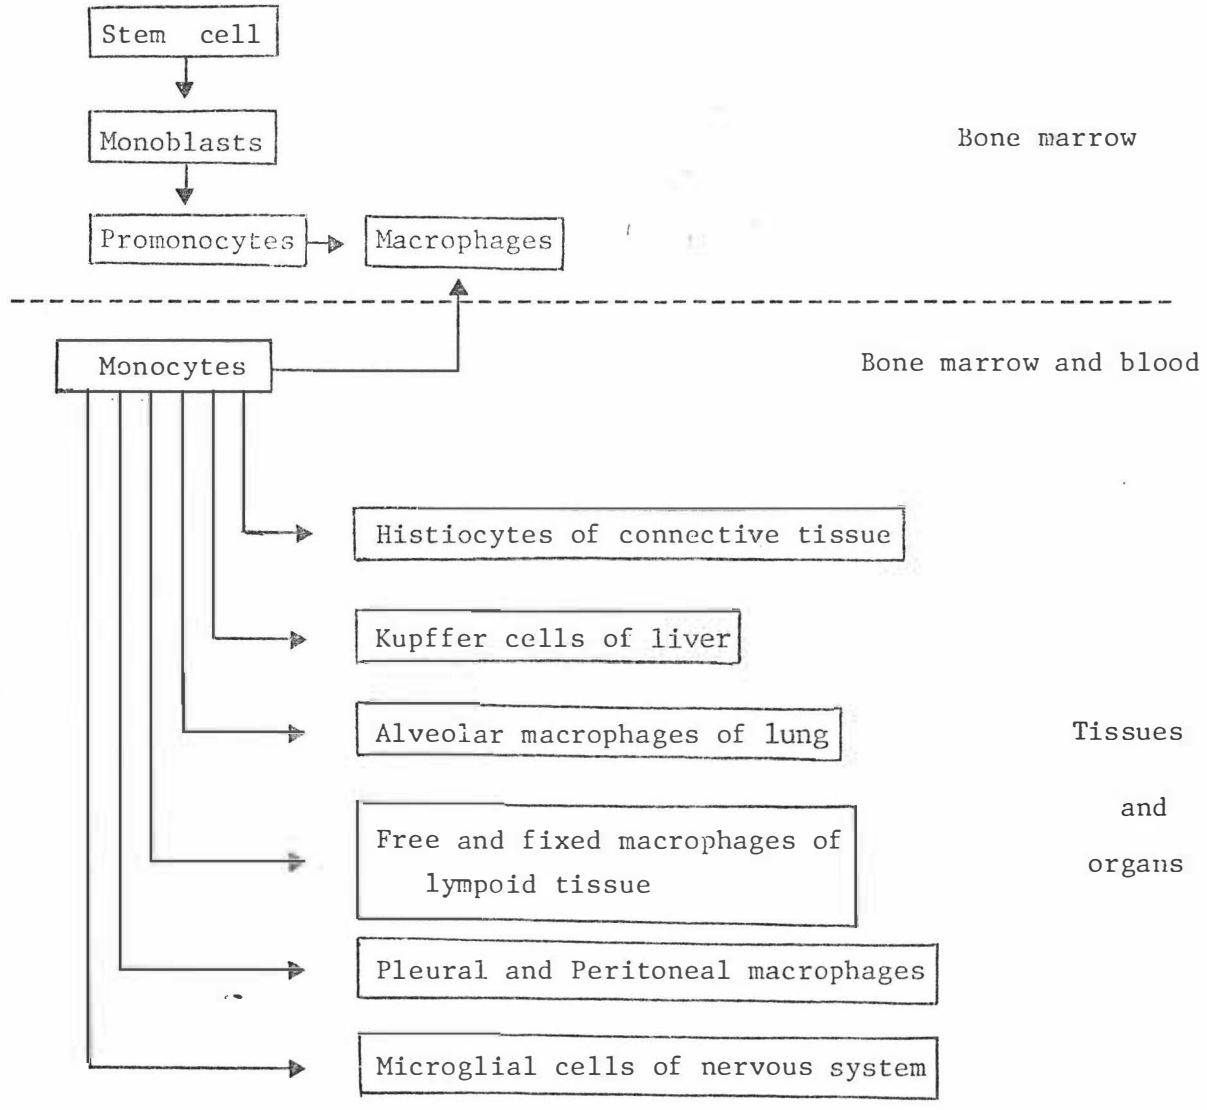 Stem cell
Monoblasts
Bone marrow
Promonocytes
Macrophages
Monocytes
Bone marrow and blood
Histiocytes of connective tissue
Kupffer cells of liver
Alveolar macrophages of lung
Tissues
and
organs
Free and fixed macrophages of
lympoid tissue
Pleural and Peritoneal macrophages
Microglial cells of nervous system